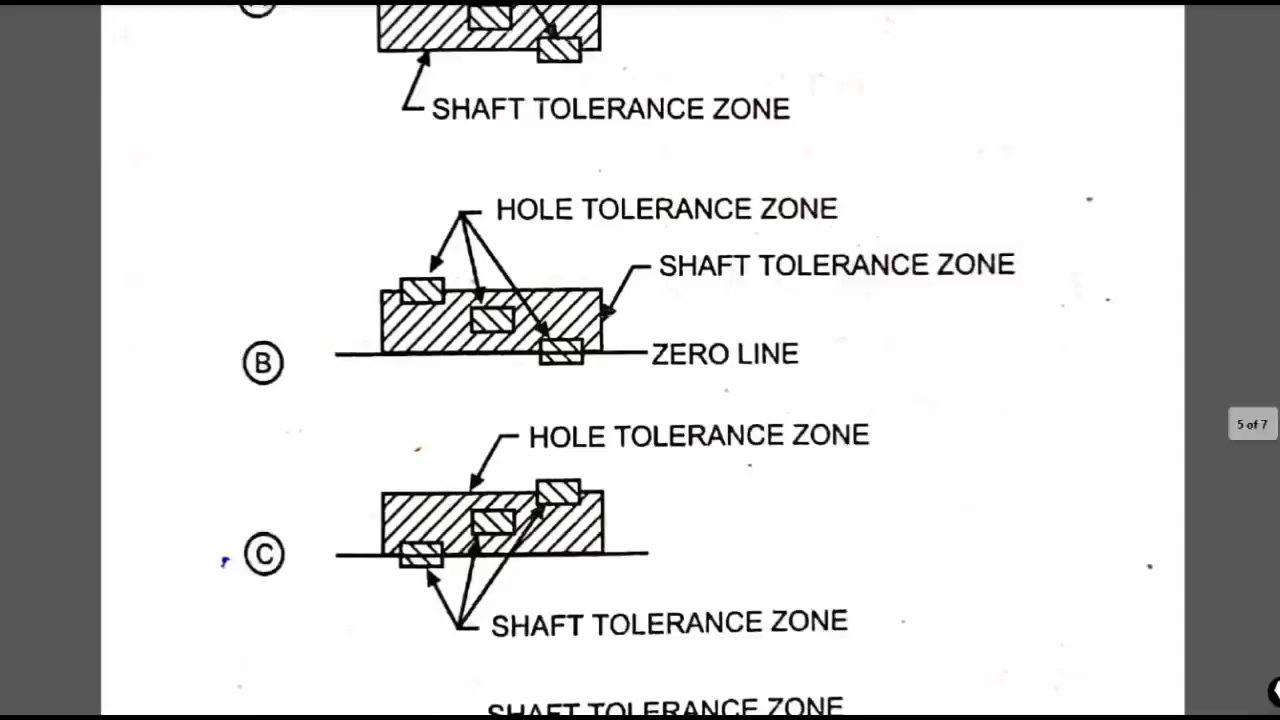 SHAFT TOLERANCE ZONE
HOLE TOLERANCE ZONE
SHAFT TOLERANCE ZONE
B
ZERO LINE
HOLE TOLERANCE ZONE
5 of 7
C
SHAFT TOLERANCE ZONE
SHAFT TOLERANCE ZONE